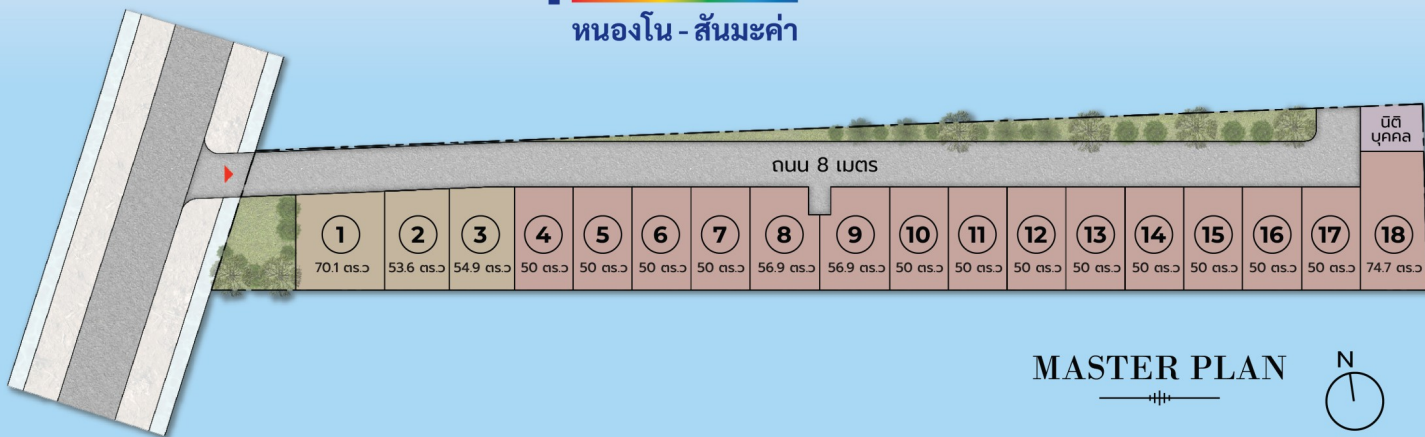 หนองโน - สันมะค่า
นิติ
บุคคล
ถนน 8 เมตร
1
70.1 ตร.ว
2
53.6 ตร.ว
3
54.9 ตร.ว
4
50 ตร.ว
5
50 ตร.ว
6
50 ตร.ว
7
50 ตร.ว
8
56.9 ตร.ว
9
56.9 ตร.ว
10
50 ตร.ว
11
50 ตร.ว
12
50 ตร.ว
13
50 ตร.ว
14
50 ตร.ว
15
50 ตร.ว
16
50 ตร.ว
17
50 ตร.ว
18
74.7 ตร.ว
MASTER PLAN
N